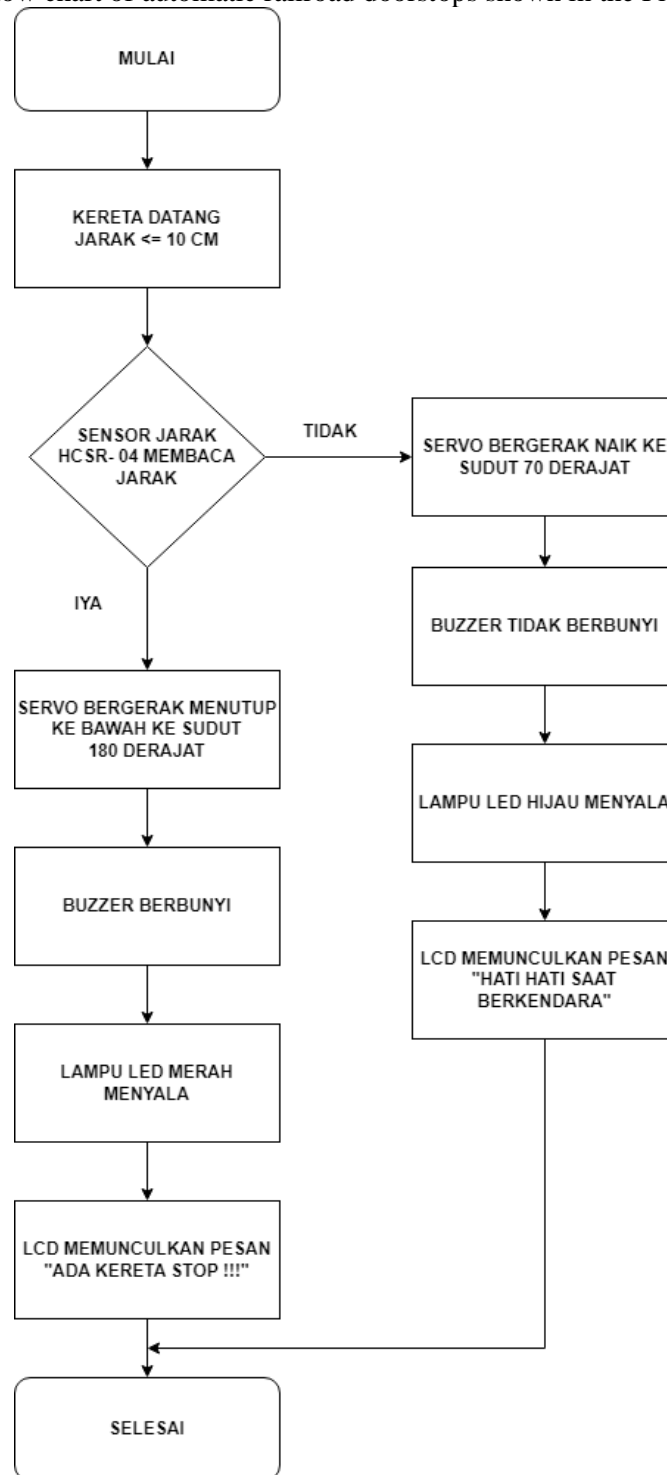 low chart of automatic railroad doorstops shown in the
MULAI
KERETA DATANG
JARAK <= 10 CM
SENSOR JARAK
HCSR- 04 MEMBACA
JARAK
TIDAK
IYA
SERVO BERGERAK NAIK KE
SUDUT 70 DERAJAT
BUZZER TIDAK BERBUNYI
LAMPU LED HIJAU MENYALA
LCD MEMUNCULKAN PESAN
"HATI HATI SAAT
BERKENDARA"
SERVO BERGERAK MENUTUP
KE BAWAH KE SUDUT
180 DERAJAT
BUZZER BERBUNYI
LAMPU LED MERAH
MENYALA
LCD MEMUNCULKAN PESAN
"ADA KERETA STOP !!!"
SELESAI